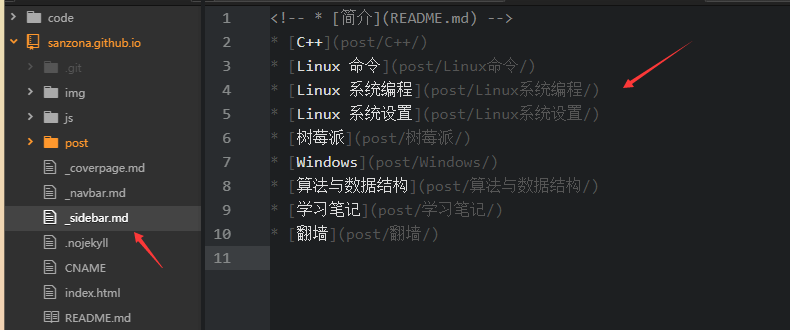 code
sanzona.github.io
.git
img
js
post
_coverpage.md
_navbar.md
_sidebar.md
.nojekyll
CNAME
index.html
README.md
1 <!-- * [简介](README.md) -->
2 * [C++](post/C++/)
3 * [Linux 命令](post/Linux命令/)
4 * [Linux 系统编程](post/Linux系统编程/)
5 * [Linux 系统设置](post/Linux系统设置/)
6 * [树莓派](post/树莓派/)
7 * [Windows](post/Windows/)
8 * [算法与数据结构](post/算法与数据结构/)
9 * [学习笔记](post/学习笔记/)
10 * [翻墙](post/翻墙/)
11